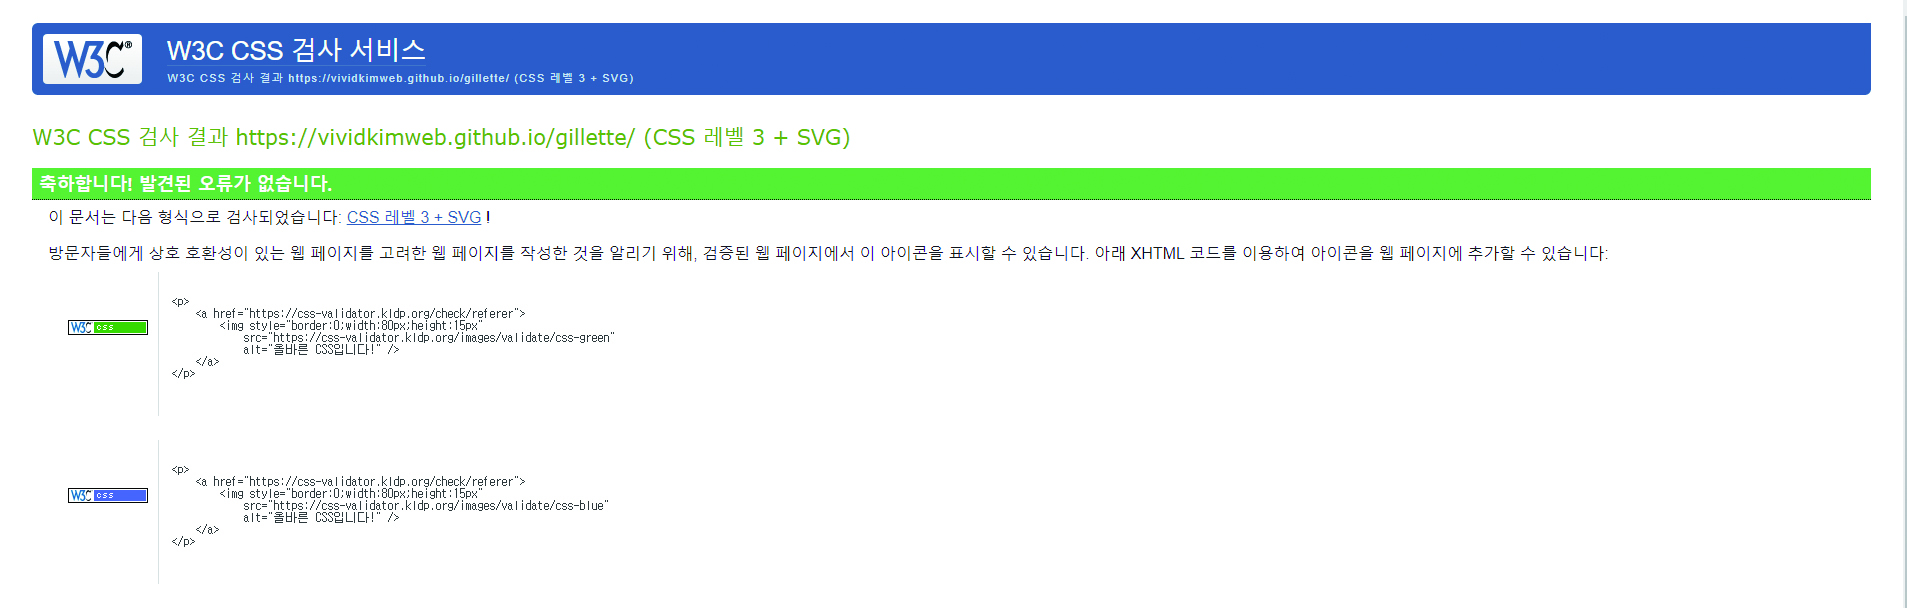 W3C® W3C CSS 검사 서비스
W3C CSS 검사 결과 https://vividkimweb.github.io/gillette/ (CSS 레벨 3 + SVG)
W3C CSS 검사 결과 https://vividkimweb.github.io/gillette/ (CSS 레벨 3 + SVG)
축하합니다! 발견된 오류가 없습니다.
이 문서는 다음 형식으로 검사되었습니다: CSS 레벨 3 + SVG !
방문자들에게 상호 호환성이 있는 웹 페이지를 고려한 웹 페이지를 작성한 것을 알리기 위해, 검증된 웹 페이지에서 이 아이콘을 표시할 수 있습니다. 아래 XHTML 코드를 이용하여 아이콘을 웹 페이지에 추가할 수 있습니다:
W3C css
<p>
<a href="https://css-validator.kldp.org/check/referer">
<img style="border:0;width:80px;height:15px"
src="https://css-validator.kldp.org/images/validate/css-green"
alt="올바른 CSS입니다!" />
</a>
</p>
W3C css
<p>
<a href="https://css-validator.kldp.org/check/referer">
<img style="border:0;width:80px;height:15px"
src="https://css-validator.kldp.org/images/validate/css-blue"
alt="올바른 CSS입니다!" />
</a>
</p>